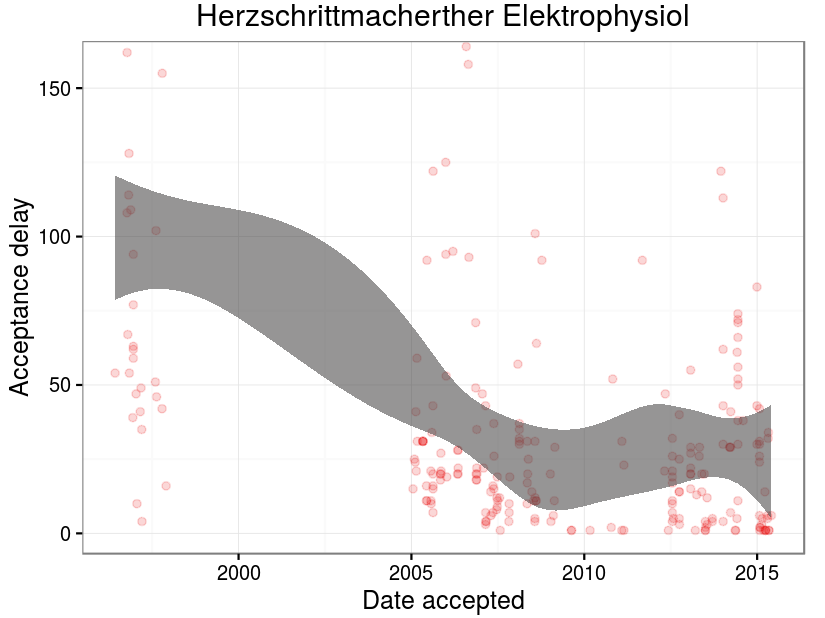 Herzschrittmacherther Elektrophysiol
Acceptance delay
150
100
50
0
2000 2005 2010 2015
Date accepted